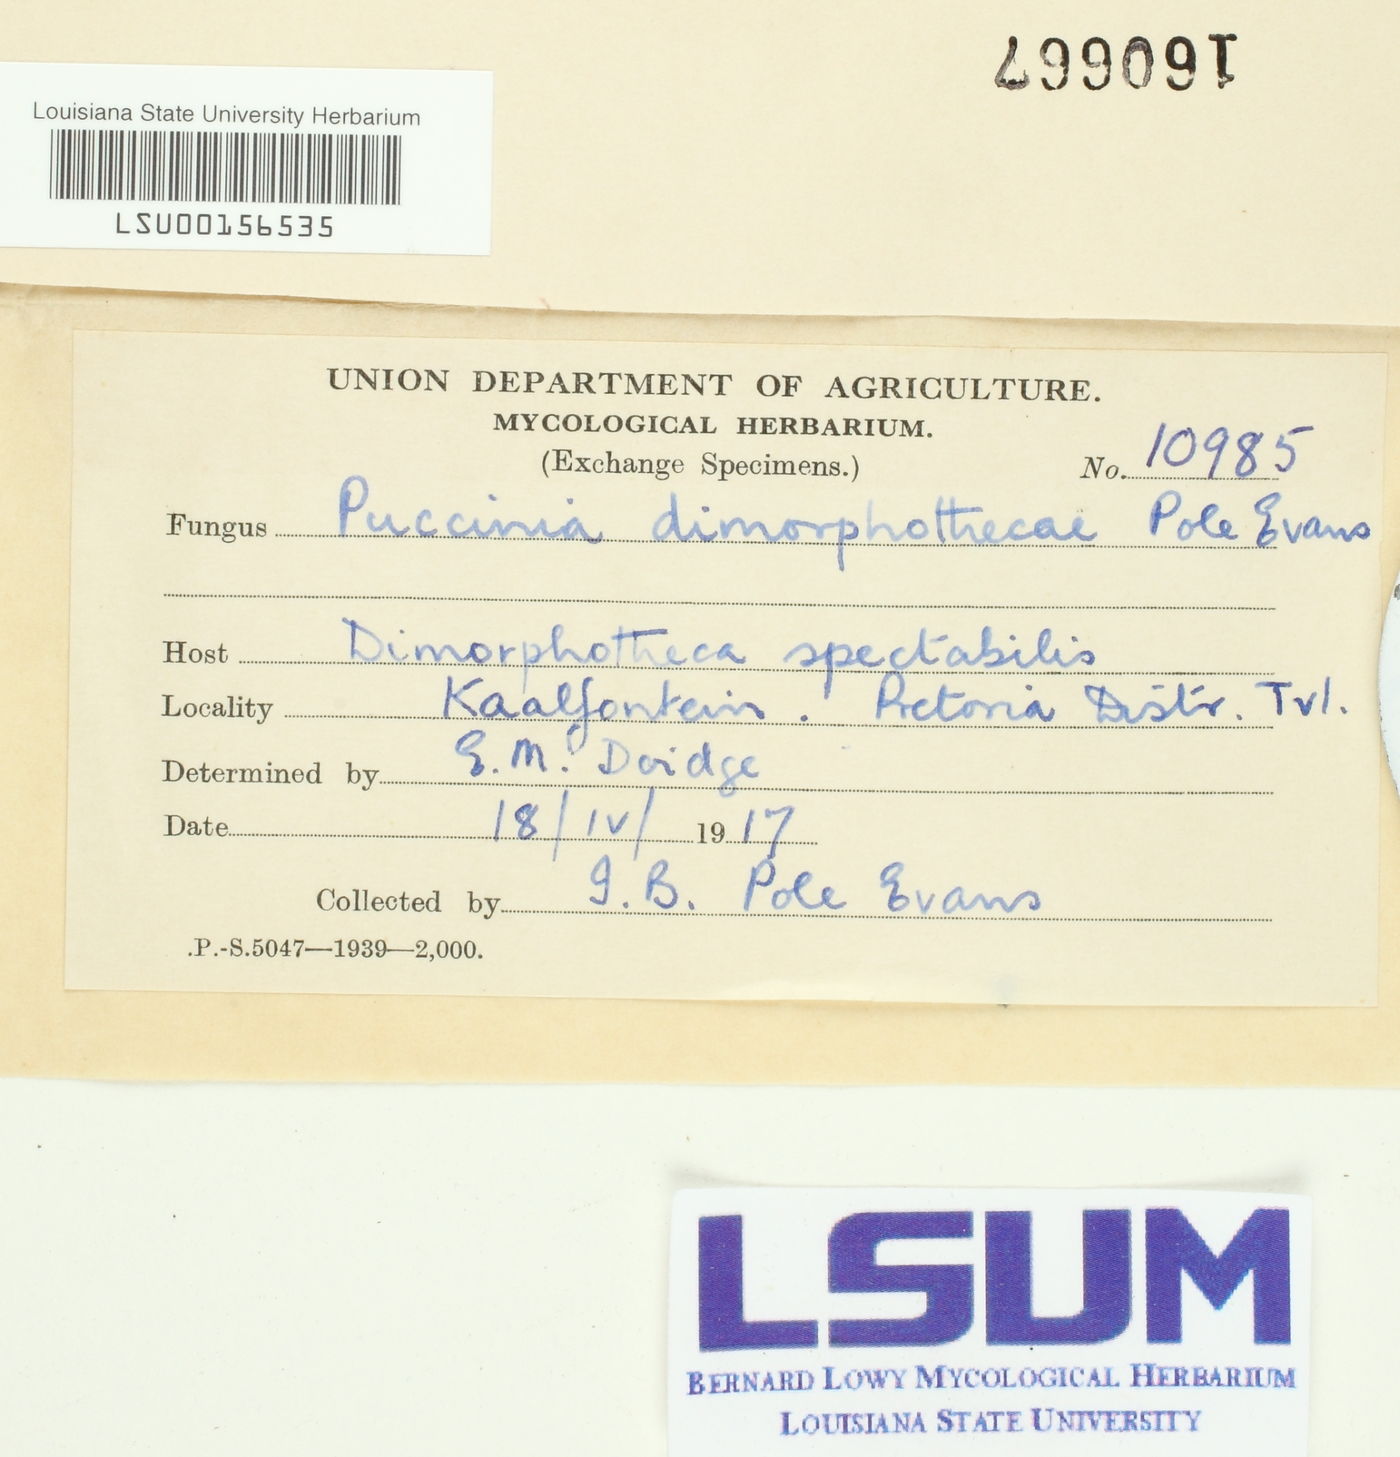 160667
Louisiana State University Herbarium
LSU00156535
UNION DEPARTMENT OF AGRICULTURE.
MYCOLOGICAL HERBARIUM.
(Exchange Specimens.)
No. 10985
Fungus Puccinia dimorphothecae Pole Evans
Host Dimorphotheca spectabilis
Locality Kaalfontein. Pretoria Distr. Tvl.
Determined by E. M. Doidge
Date 18/IV/ 1917
Collected by I. B. Pole Evans
.P.-S.5047—1939—2,000.
LSUM
BERNARD LOWY MYCOLOGICAL HERBARIUM
LOUISIANA STATE UNIVERSITY